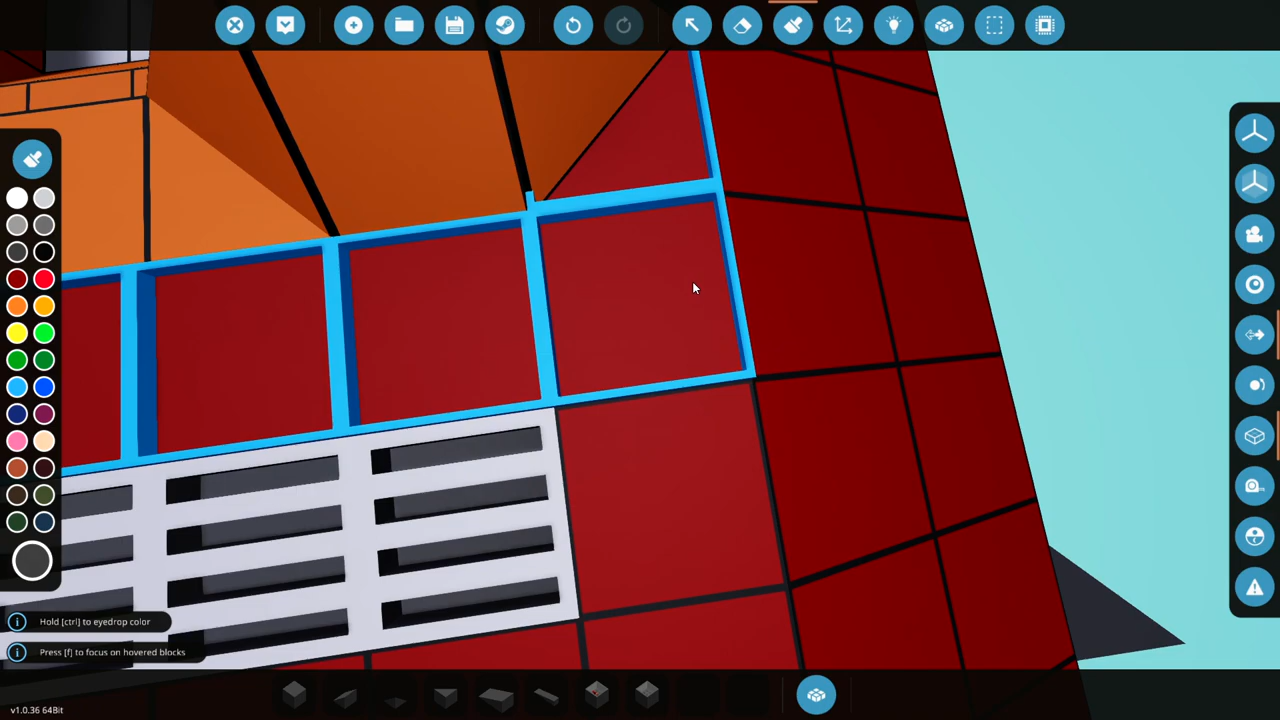 Hold [ctrl] to eyedrop color
Press [f] to focus on hovered blocks
v1.0.36 64Bit